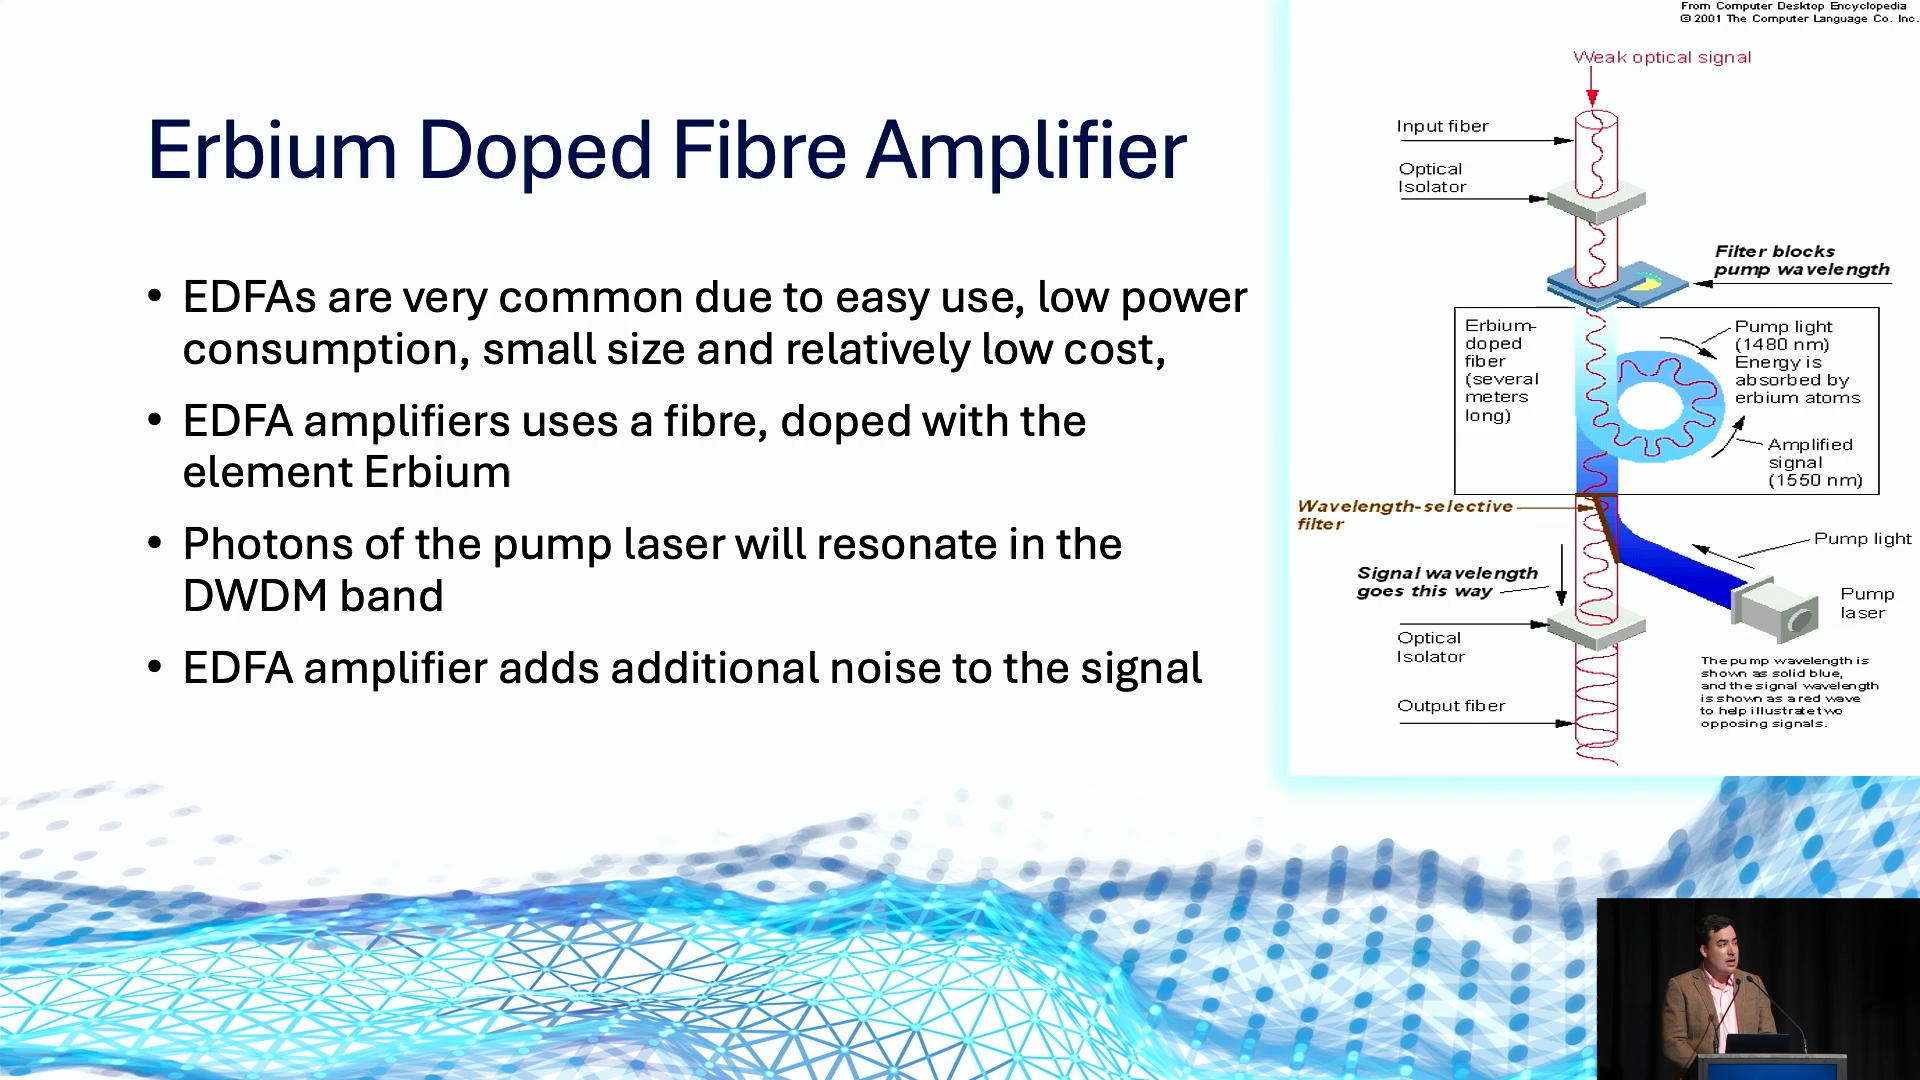 From Computer Desktop Encyclopedia
© 2001 The Computer Language Co. Inc.
Erbium Doped Fibre Amplifier
• EDFAs are very common due to easy use, low power
consumption, small size and relatively low cost,
• EDFA amplifiers uses a fibre, doped with the
element Erbium
• Photons of the pump laser will resonate in the
DWDM band
• EDFA amplifier adds additional noise to the signal
Weak optical signal
Input fiber
Optical
Isolator
Filter blocks
pump wavelength
Erbium-
doped
fiber
(several
meters
long)
Pump light
(1480 nm)
Energy is
absorbed by
erbium atoms
Amplified
signal
(1550 nm)
Wavelength-selective
filter
Pump light
Signal wavelength
goes this way
Pump
laser
Optical
Isolator
Output fiber
The pump wavelength is
shown as solid blue,
and the signal wavelength
is shown as a red wave
to help illustrate two
opposing signals.